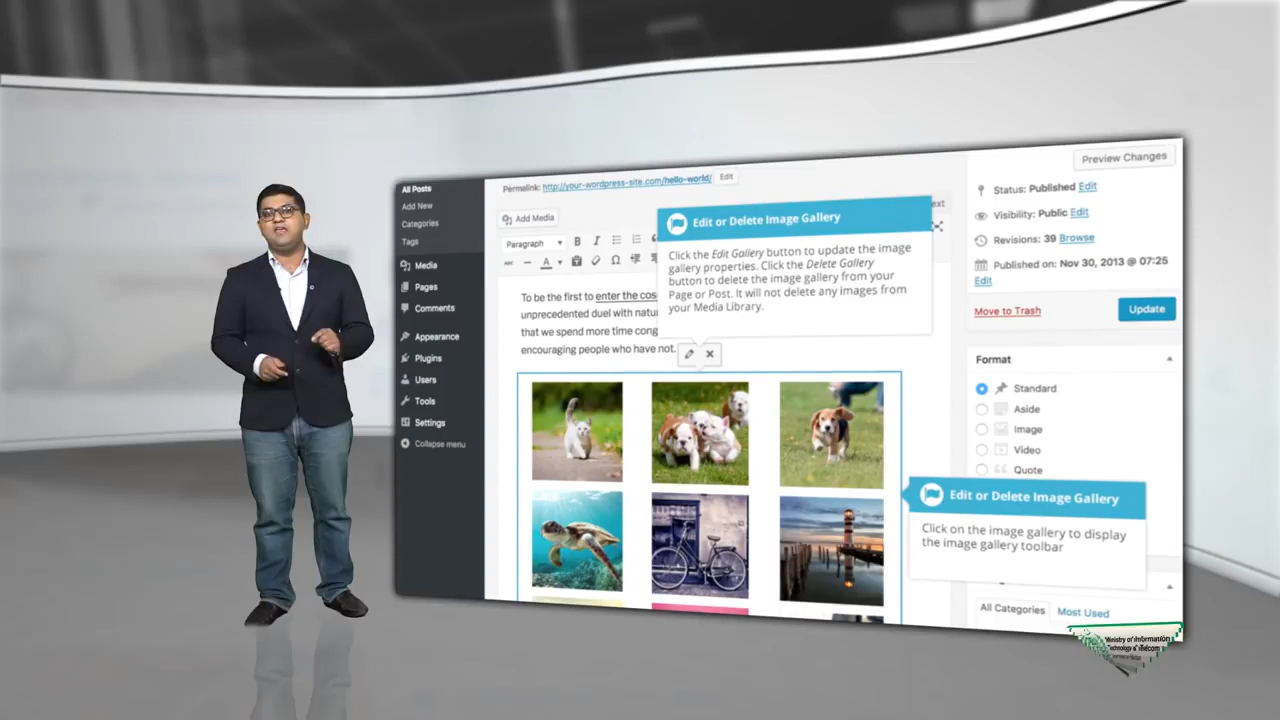 All Posts
Add New
Categories
Tags
Media
Pages
Comments
Appearance
Plugins
Users
Tools
Settings
Collapse menu
Permalink: http://your-wordpress-site.com/hello-world/ Edit
Add Media
Paragraph
B I
ABC A Ω
To be the first to enter the
unprecedented duel with
that we spend more time
encouraging people who have not.
Edit or Delete Image Gallery
Click the Edit Gallery button to update the image
gallery properties. Click the Delete Gallery
button to delete the image gallery from your
Page or Post. It will not delete any images from
your Media Library.
Edit or Delete Image Gallery
Click on the image gallery to display
the image gallery toolbar
Preview Changes
Status: Published Edit
Visibility: Public Edit
Revisions: 39 Browse
Published on: Nov 30, 2013 @ 07:25
Edit
Move to Trash
Update
Format
Standard
Aside
Image
Video
Quote
All Categories Most Used
Ministry of Information
Technology & Telecom